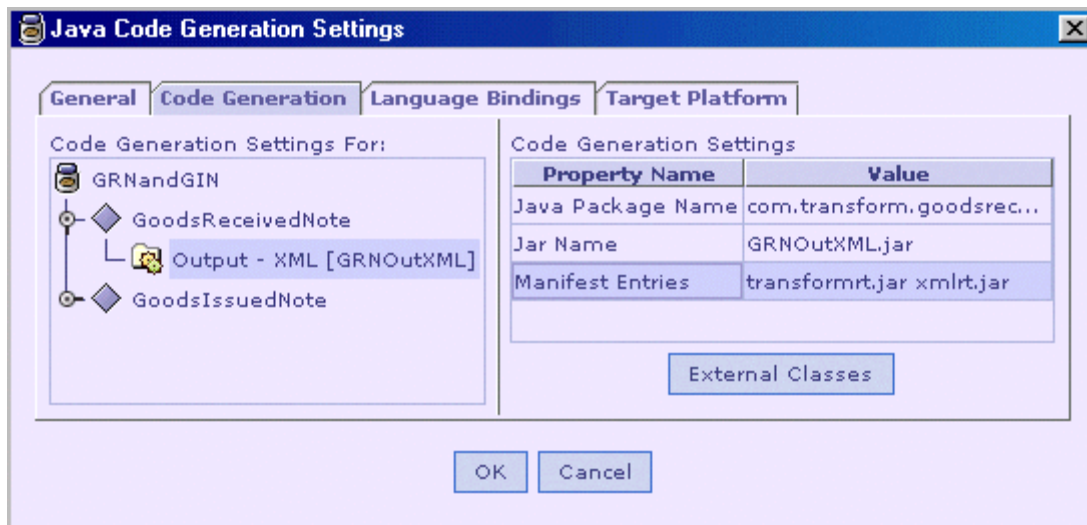 Java Code Generation Settings
General Code Generation Language Bindings Target Platform
Code Generation Settings For:
GRNandGIN
GoodsReceivedNote
Output - XML [GRNOutXML]
GoodsIssuedNote
Code Generation Settings
Property Name Value
Java Package Name com.transform.goodsrec...
Jar Name GRNOutXML.jar
Manifest Entries transformrt.jar xmlrt.jar
External Classes
OK Cancel